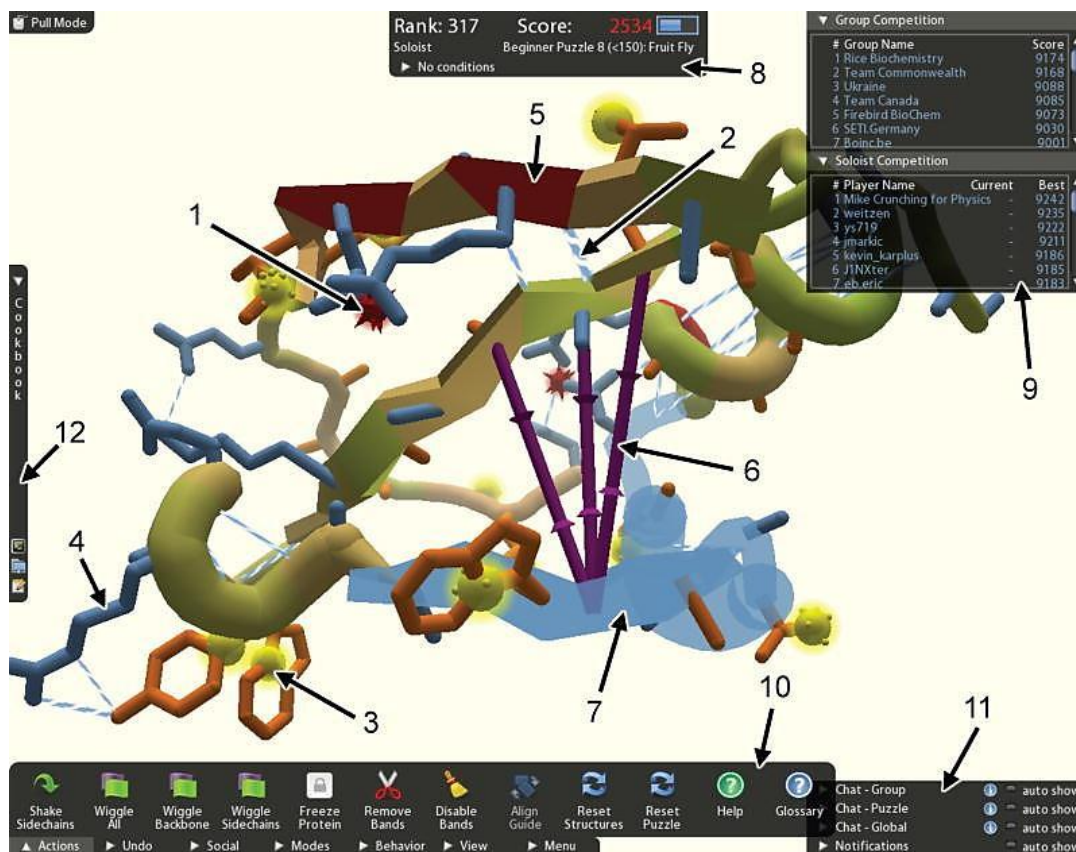 Pull Mode
Rank: 317 Score: 2534
Soloist Beginner Puzzle 8 (<150): Fruit Fly
No conditions
Group Competition
# Group Name Score
1 Rice Biochemistry 9174
2 Team Commonwealth 9168
3 Ukraine 9088
4 Team Canada 9085
5 Firebird BioChem 9073
6 SETI.Germany 9030
7 Boinc.be 9001
Soloist Competition
# Player Name Current Best
1 Mike Crunching for Physics - 9242
2 weitzen - 9235
3 ys719 - 9222
4 jmarkic - 9211
5 kevin_karplus - 9186
6 J1NXter - 9185
7 eb.eric - 9183
8
5
2
1
9
Cookbook
12
6
4
3
7
10
11
Shake Sidechains
Wiggle All
Wiggle Backbone
Wiggle Sidechains
Freeze Protein
Remove Bands
Disable Bands
Align Guide
Reset Structures
Reset Puzzle
Help
Glossary
Actions Undo Social Modes Behavior View Menu
Chat - Group auto show
Chat - Puzzle auto show
Chat - Global auto show
Notifications auto show